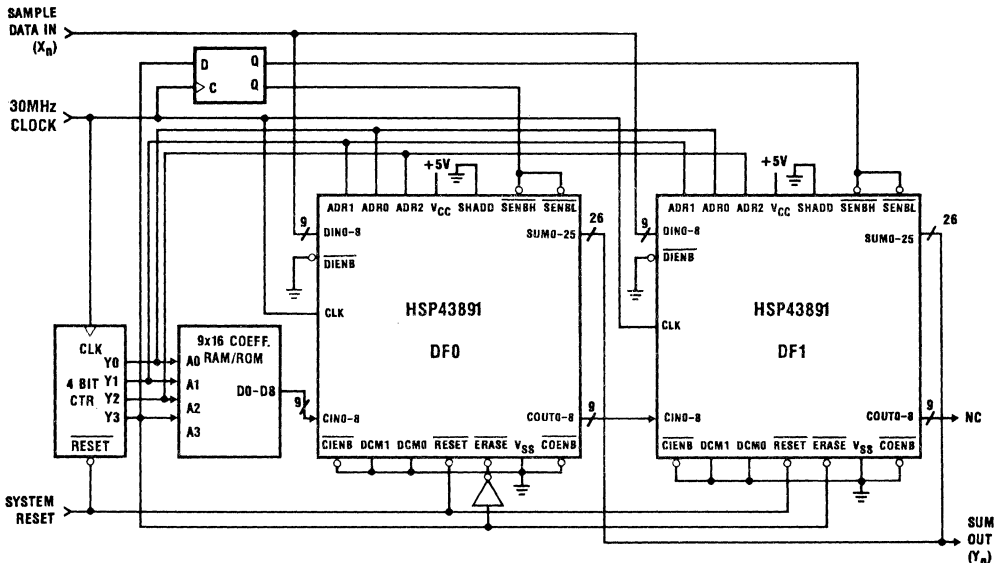 SAMPLE
DATA IN
(Xn)
D Q
C Q
30MHz
CLOCK
+5V
ADR1 ADR0 ADR2 VCC SHADD SENBH SENBL
9
DIN0-8
26
SUM0-25
DIENB
CLK
HSP43891
DF0
9
CIN0-8
COUT0-8
9
CIENB DCM1 DCM0 RESET ERASE VSS COENB
+5V
ADR1 ADR0 ADR2 VCC SHADD SENBH SENBL
9
DIN0-8
26
SUM0-25
DIENB
CLK
HSP43891
DF1
CIN0-8
COUT0-8
9
NC
CIENB DCM1 DCM0 RESET ERASE VSS COENB
CLK
4 BIT
CTR
Y0
Y1
Y2
Y3
RESET
9x16 COEFF.
RAM/ROM
A0
A1
A2
A3
D0-D8
SYSTEM
RESET
SUM
OUT
(Yn)